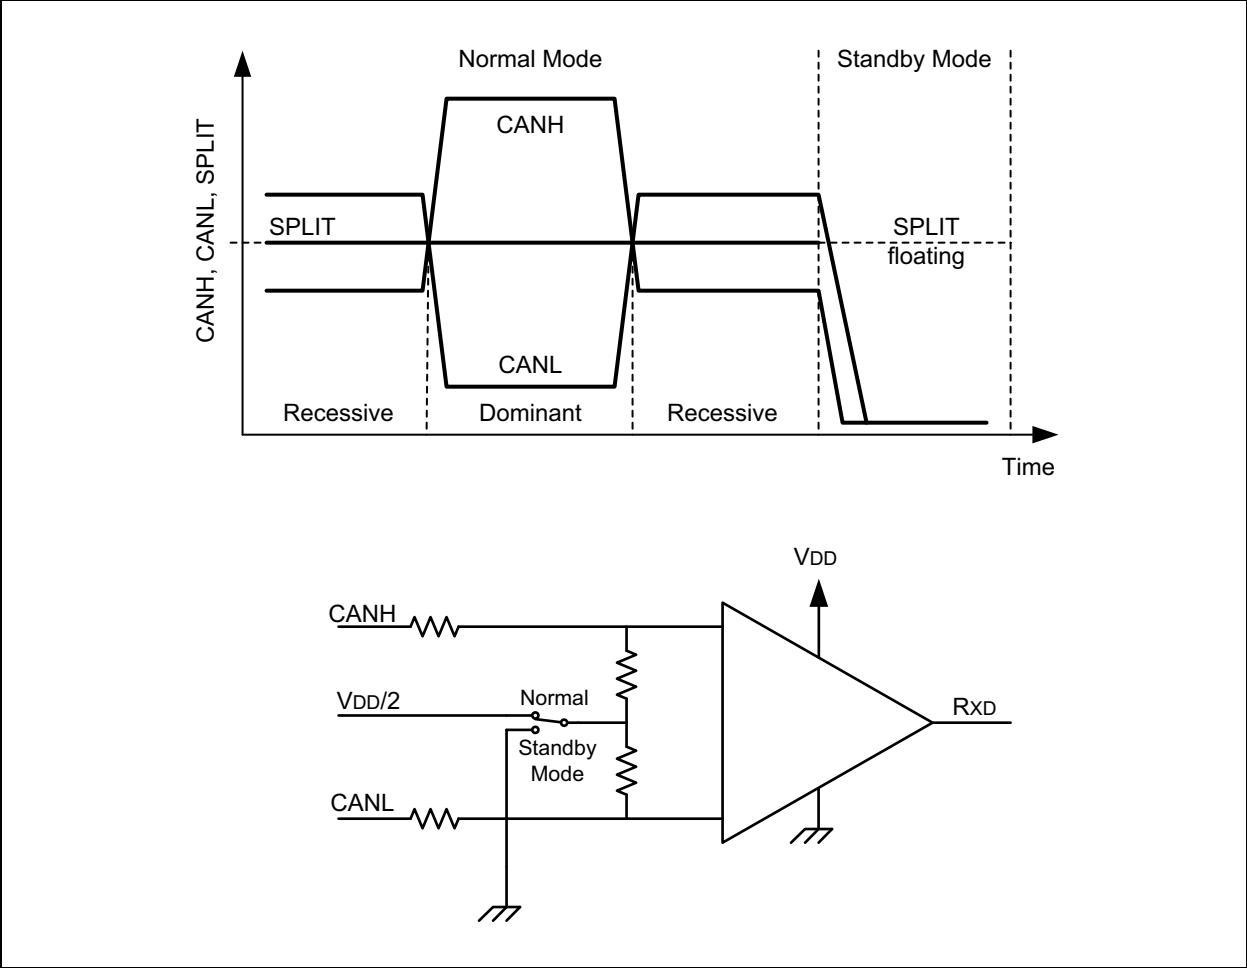 Normal Mode
Standby Mode
CANH, CANL, SPLIT
CANH
SPLIT
SPLIT
floating
CANL
Recessive
Dominant
Recessive
Time
VDD
CANH
VDD/2
Normal
RXD
Standby
Mode
CANL